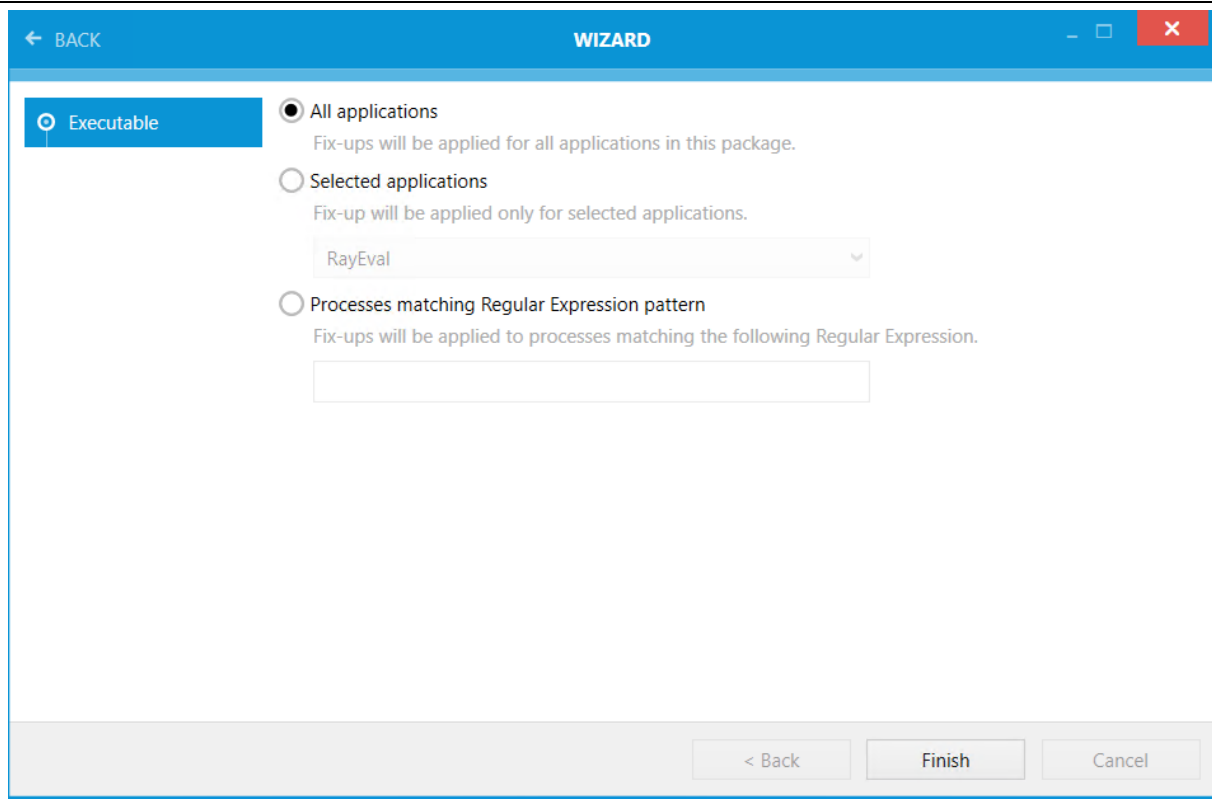 BACK
WIZARD
Executable
All applications
Fix-ups will be applied for all applications in this package.
Selected applications
Fix-up will be applied only for selected applications.
RayEval
Processes matching Regular Expression pattern
Fix-ups will be applied to processes matching the following Regular Expression.
< Back
Finish
Cancel